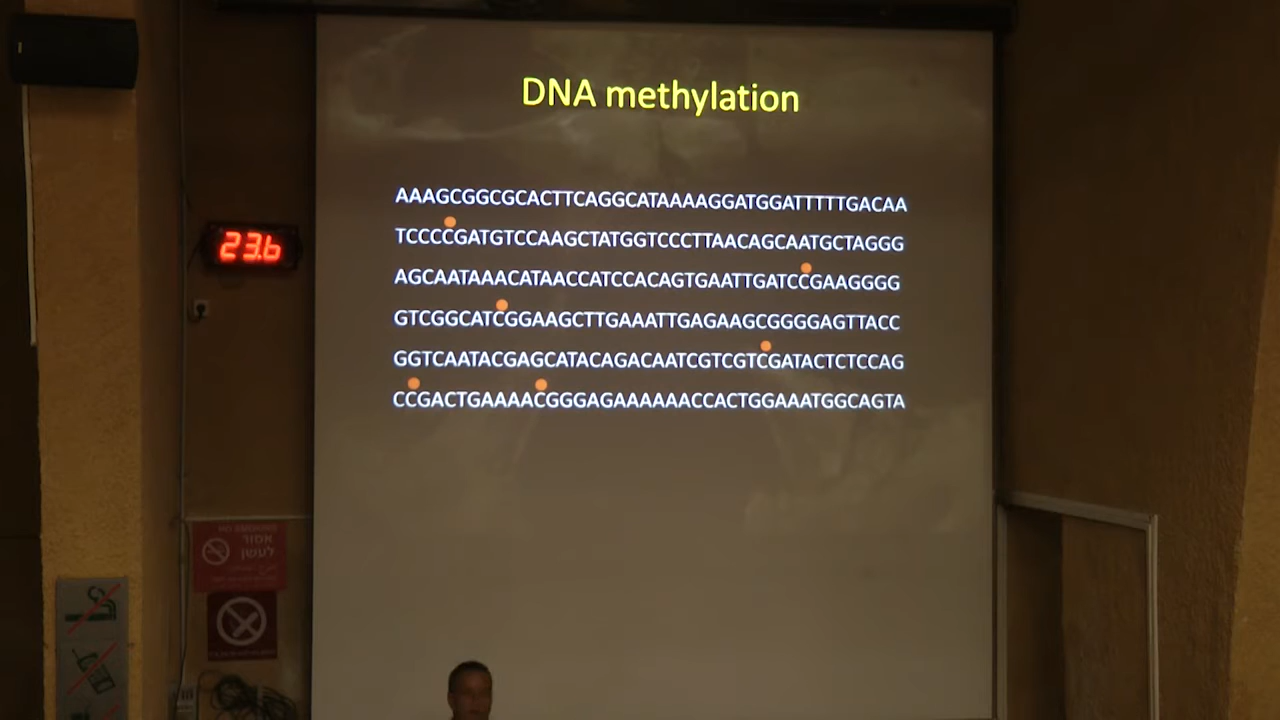 DNA methylation
AAAGCGGCGCACTTCAGGCATAAAAGGATGGATTTTTGACAA
TCCCCGATGTCCAAGCTATGGTCCCTTAACAGCAATGCTAGGG
AGCAATAAACATAACCATCCACAGTGAATTGATCCGAAGGGG
GTCGGCATCGGAAGCTTGAAATTGAGAAGCGGGGAGTTACC
GGTCAATACGAGCATACAGACAATCGTCGTCGATACTCTCCAG
CCGACTGAAAACGGGAGAAAAAACCACTGGAAATGGCAGTA
23.6
NO SMOKING
אסור
לעשן